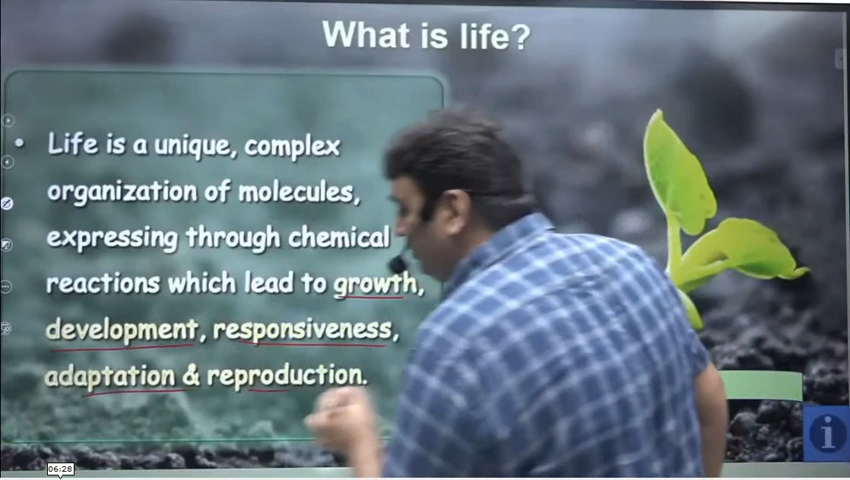 What is life?
• Life is a unique, complex
organization of molecules,
expressing through chemical
reactions which lead to growth,
development, responsiveness,
adaptation & reproduction.
i
06:28